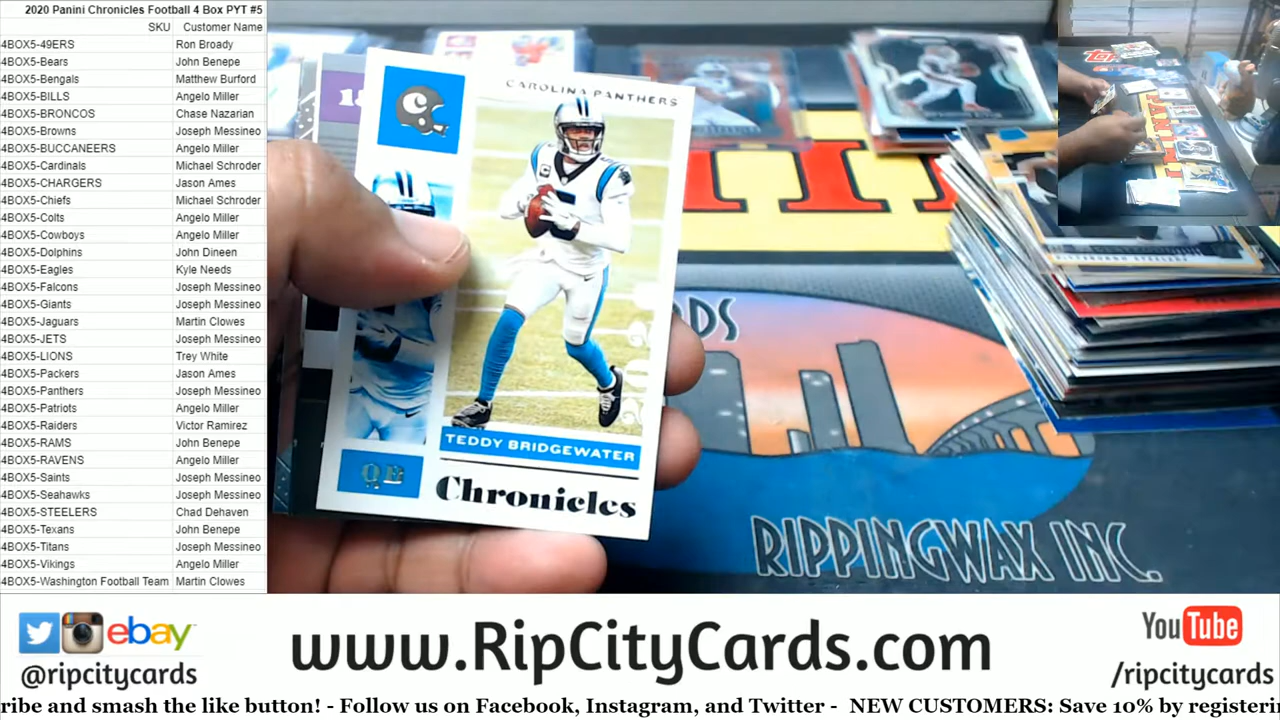 2020 Panini Chronicles Football 4 Box PYT #5
SKU Customer Name
4BOX5-49ERS Ron Broady
4BOX5-Bears John Benepe
4BOX5-Bengals Matthew Burford
4BOX5-BILLS Angelo Miller
4BOX5-BRONCOS Chase Nazarian
4BOX5-Browns Joseph Messineo
4BOX5-BUCCANEERS Angelo Miller
4BOX5-Cardinals Michael Schroder
4BOX5-CHARGERS Jason Ames
4BOX5-Chiefs Michael Schroder
4BOX5-Colts Angelo Miller
4BOX5-Cowboys Angelo Miller
4BOX5-Dolphins John Dineen
4BOX5-Eagles Kyle Needs
4BOX5-Falcons Joseph Messineo
4BOX5-Giants Joseph Messineo
4BOX5-Jaguars Martin Clowes
4BOX5-JETS Joseph Messineo
4BOX5-LIONS Trey White
4BOX5-Packers Jason Ames
4BOX5-Panthers Joseph Messineo
4BOX5-Patriots Angelo Miller
4BOX5-Raiders Victor Ramirez
4BOX5-RAMS John Benepe
4BOX5-RAVENS Angelo Miller
4BOX5-Saints Joseph Messineo
4BOX5-Seahawks Joseph Messineo
4BOX5-STEELERS Chad Dehaven
4BOX5-Texans John Benepe
4BOX5-Titans Joseph Messineo
4BOX5-Vikings Angelo Miller
4BOX5-Washington Football Team Martin Clowes
CAROLINA PANTHERS
TEDDY BRIDGEWATER
QB
Chronicles
PITTSBURGH STEELERS
RDS
RIPPINGWAX INC.
ebay
@ripcitycards
www.RipCityCards.com
YouTube
/ripcitycards
ribe and smash the like button! - Follow us on Facebook, Instagram, and Twitter - NEW CUSTOMERS: Save 10% by registeri